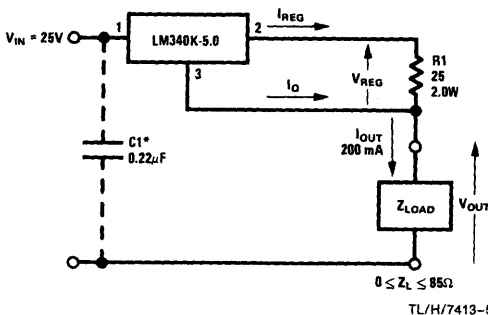 V_IN = 25V
1
LM340K-5.0
2
3
I_REG
I_Q
V_REG
R1
25
2.0W
C1*
0.22μF
I_OUT
200 mA
Z_LOAD
V_OUT
0 ≤ Z_L ≤ 85Ω
TL/H/7413-5